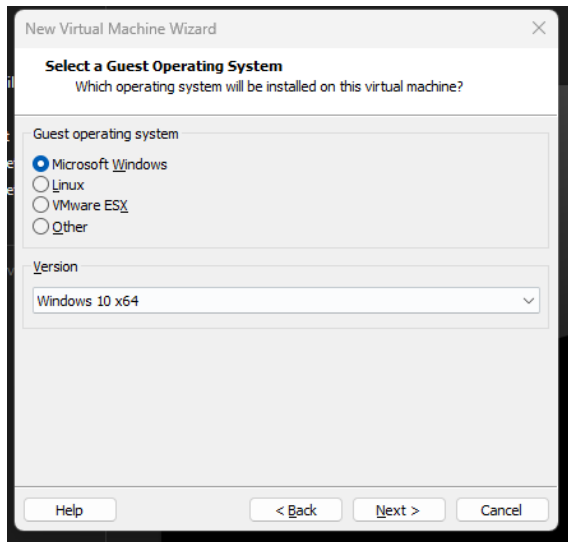 New Virtual Machine Wizard
Select a Guest Operating System
Which operating system will be installed on this virtual machine?
Guest operating system
Microsoft Windows
Linux
VMware ESX
Other
Version
Windows 10 x64
Help
< Back
Next >
Cancel